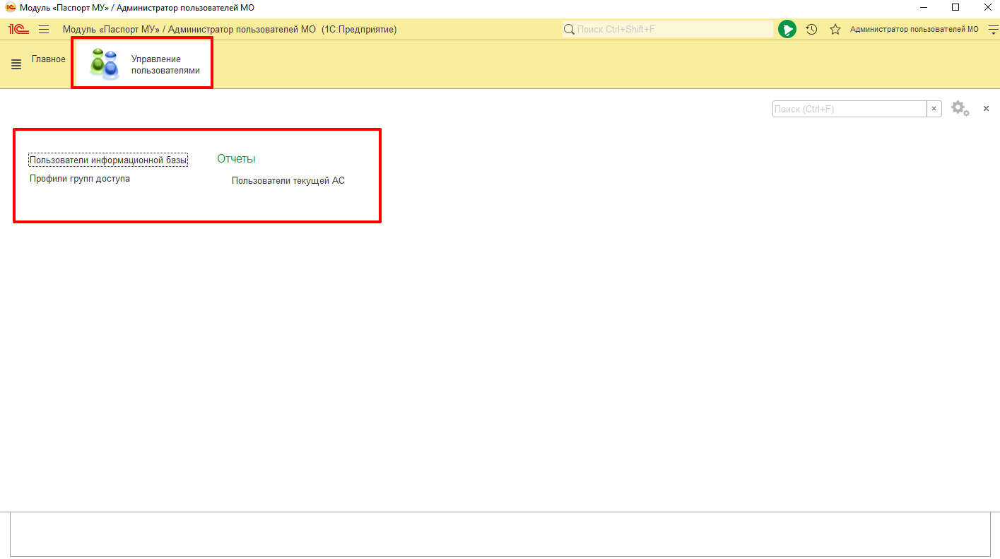 Модуль «Паспорт МУ» / Администратор пользователей МО
1С Модуль «Паспорт МУ» / Администратор пользователей МО (1С:Предприятие) Поиск Ctrl+Shift+F Администратор пользователей МО
Главное
Управление
пользователями
Поиск (Ctrl+F)
Пользователи информационной базы
Профили групп доступа
Отчеты
Пользователи текущей АС